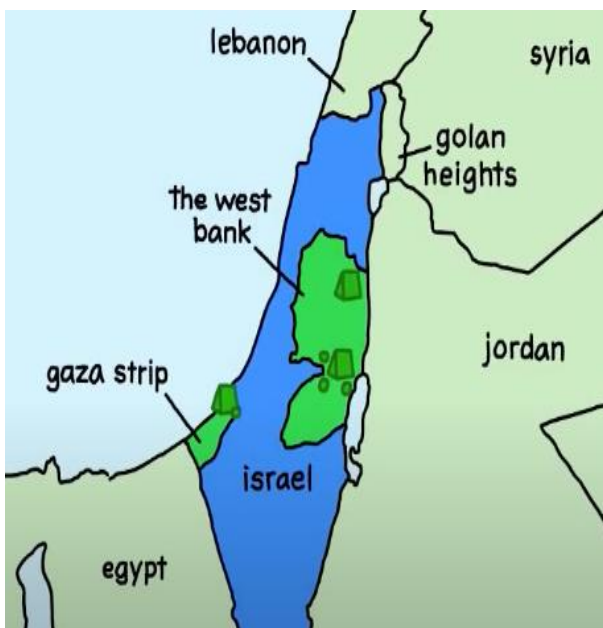 lebanon
syria
golan
heights
the west
bank
jordan
gaza strip
israel
egypt